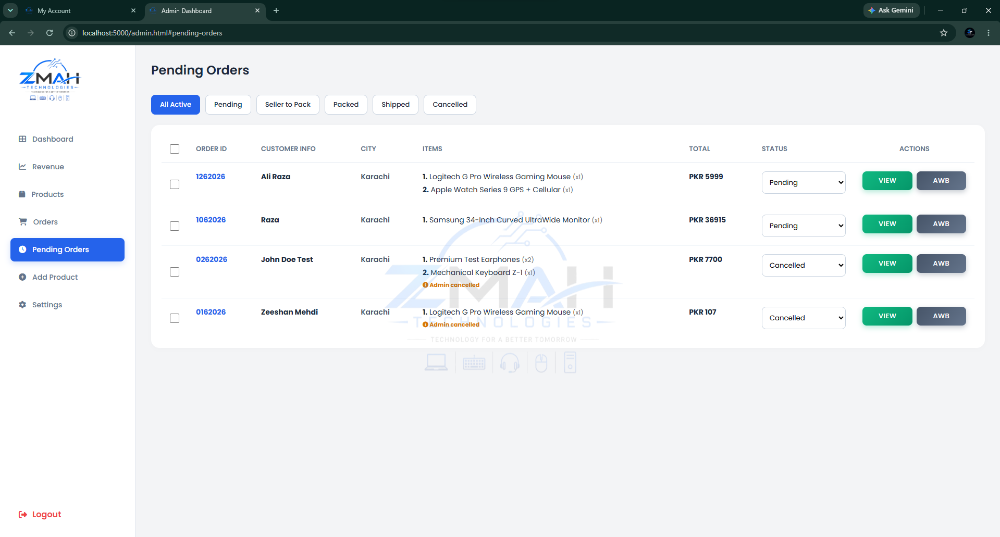 My Account
Admin Dashboard
Ask Gemini
localhost:5000/admin.html#pending-orders
ZMAH
TECHNOLOGIES
TECHNOLOGY FOR A BETTER TOMORROW
Dashboard
Revenue
Products
Orders
Pending Orders
Add Product
Settings
Logout
Pending Orders
All Active Pending Seller to Pack Packed Shipped Cancelled
ORDER ID CUSTOMER INFO CITY ITEMS TOTAL STATUS ACTIONS
1262026 Ali Raza Karachi 1. Logitech G Pro Wireless Gaming Mouse (x1) PKR 5999 Pending VIEW AWB
2. Apple Watch Series 9 GPS + Cellular (x1)
1062026 Raza Karachi 1. Samsung 34-Inch Curved UltraWide Monitor (x1) PKR 36915 Pending VIEW AWB
0262026 John Doe Test Karachi 1. Premium Test Earphones (x2) PKR 7700 Cancelled VIEW AWB
2. Mechanical Keyboard Z-1 (x1)
Admin cancelled
0162026 Zeeshan Mehdi Karachi 1. Logitech G Pro Wireless Gaming Mouse (x1) PKR 107 Cancelled VIEW AWB
Admin cancelled
ZMAH
TECHNOLOGIES
TECHNOLOGY FOR A BETTER TOMORROW